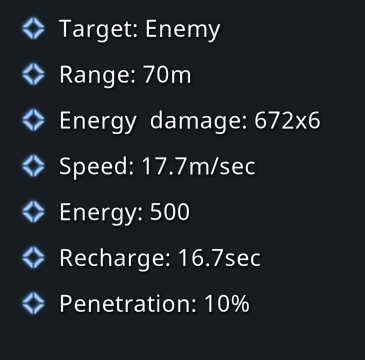 Target: Enemy
Range: 70m
Energy  damage: 672x6
Speed: 17.7m/sec
Energy: 500
Recharge: 16.7sec
Penetration: 10%